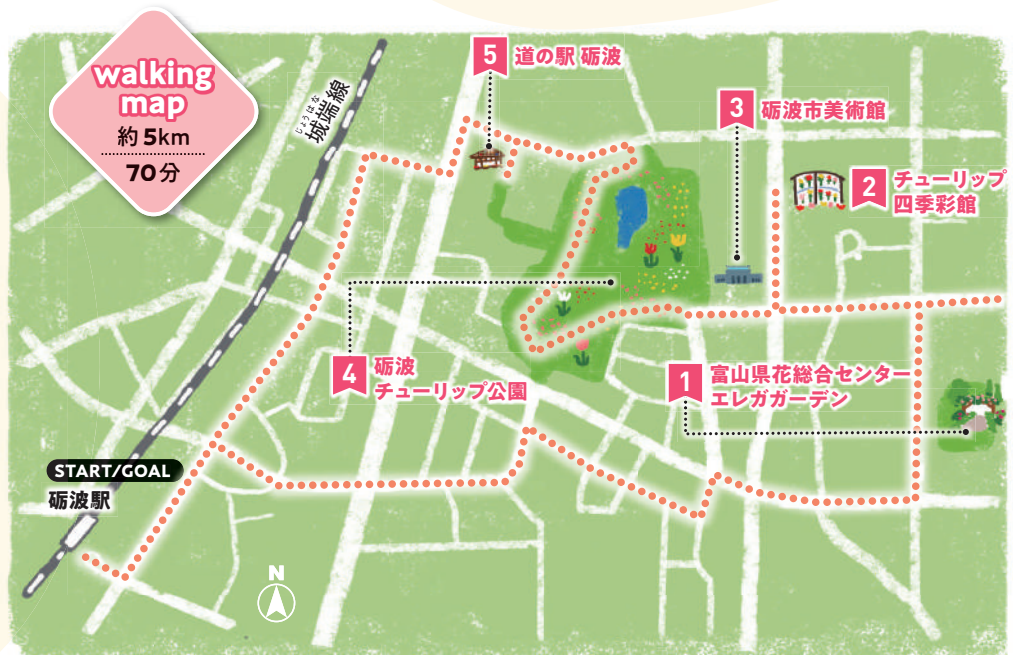 walking
map
約5km
70分
じょうはな
城端線
5 道の駅 砺波
3 砺波市美術館
2 チューリップ
四季彩館
4 砺波
チューリップ公園
1 富山県花総合センター
エレガガーデン
START/GOAL
砺波駅
N